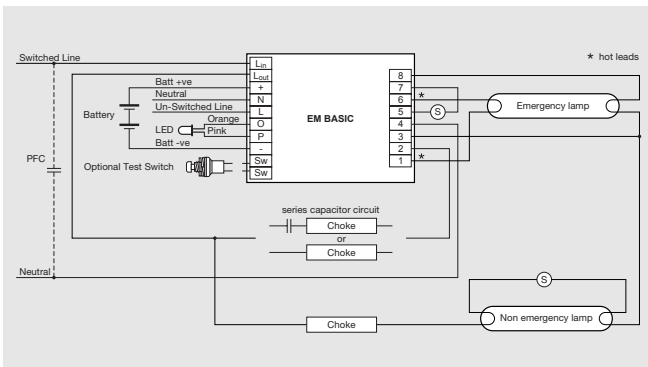 Switched Line
* hot leads
Lin
Lout
+
N
L
O
P
-
Sw
Sw
EM BASIC
8
7
6
5
4
3
2
1
*
*
S
Batt +ve
Neutral
Un-Switched Line
Battery
Orange
LED
Pink
Batt -ve
Optional Test Switch
PFC
Emergency lamp
series capacitor circuit
Choke
or
Choke
Neutral
S
Choke
Non emergency lamp